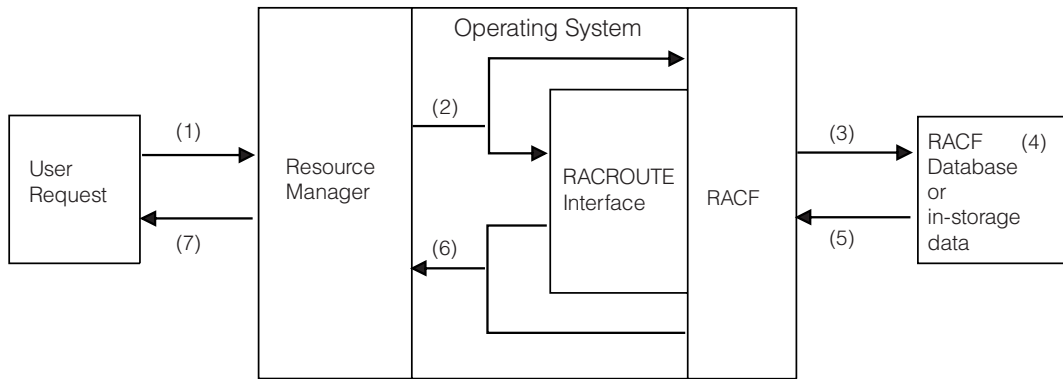 Operating System
(1)
(2)
(3)
User
Request
Resource
Manager
RACROUTE
Interface
RACF
RACF (4)
Database
or
in-storage
data
(7)
(6)
(5)